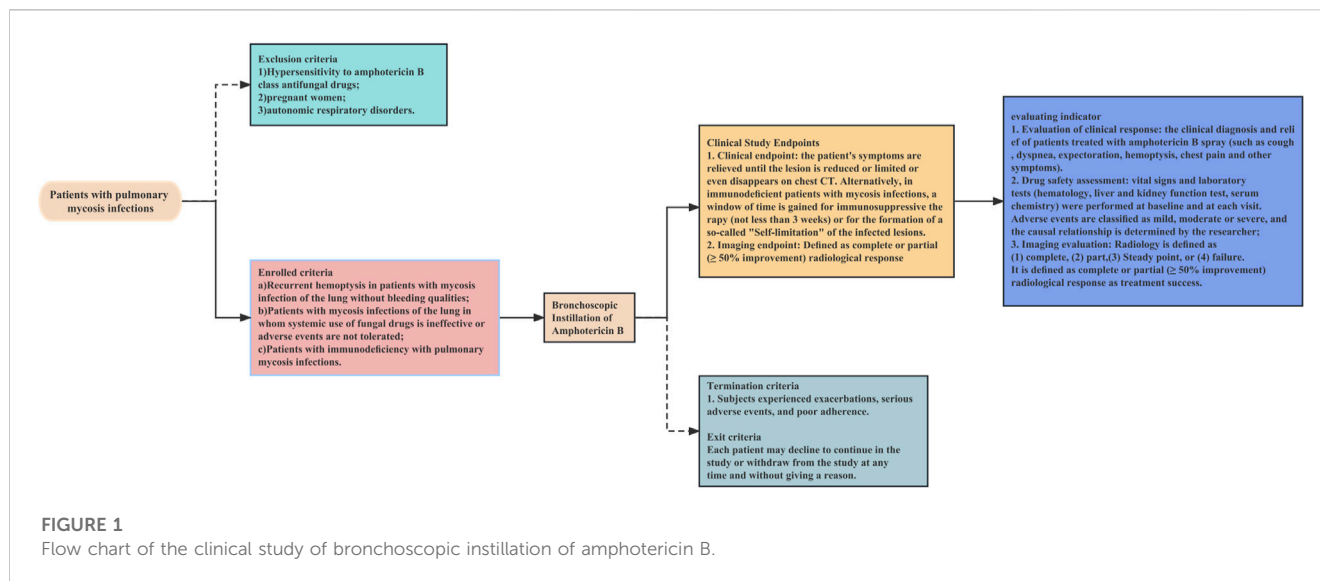 Exclusion criteria
1)Hypersensitivity to amphotericin B
class antifungal drugs;
2)pregnant women;
3)autonomic respiratory disorders.
Patients with pulmonary
mycosis infections
Enrolled criteria
a)Recurrent hemoptysis in patients with mycosis
infection of the lung without bleeding qualities;
b)Patients with mycosis infections of the lung in
whom systemic use of fungal drugs is ineffective or
adverse events are not tolerated;
c)Patients with immunodeficiency with pulmonary
mycosis infections.
Bronchoscopic
Instillation of
Amphotericin B
Clinical Study Endpoints
1. Clinical endpoint: the patient's symptoms are
relieved until the lesion is reduced or limited or
even disappears on chest CT. Alternatively, in
immunodeficient patients with mycosis infections, a
window of time is gained for immunosuppressive the
rapy (not less than 3 weeks) or for the formation of a
so-called "Self-limitation" of the infected lesions.
2. Imaging endpoint: Defined as complete or partial
(≥ 50% improvement) radiological response
Termination criteria
1. Subjects experienced exacerbations, serious
adverse events, and poor adherence.
Exit criteria
Each patient may decline to continue in the
study or withdraw from the study at any
time and without giving a reason.
evaluating indicator
1. Evaluation of clinical response: the clinical diagnosis and reli
ef of patients treated with amphotericin B spray (such as cough
, dyspnea, expectoration, hemoptysis, chest pain and other
symptoms).
2. Drug safety assessment: vital signs and laboratory
tests (hematology, liver and kidney function test, serum
chemistry) were performed at baseline and at each visit.
Adverse events are classified as mild, moderate or severe, and
the causal relationship is determined by the researcher;
3. Imaging evaluation: Radiology is defined as
(1) complete, (2) part,(3) Steady point, or (4) failure.
It is defined as complete or partial (≥ 50% improvement)
radiological response as treatment success.
FIGURE 1
Flow chart of the clinical study of bronchoscopic instillation of amphotericin B.